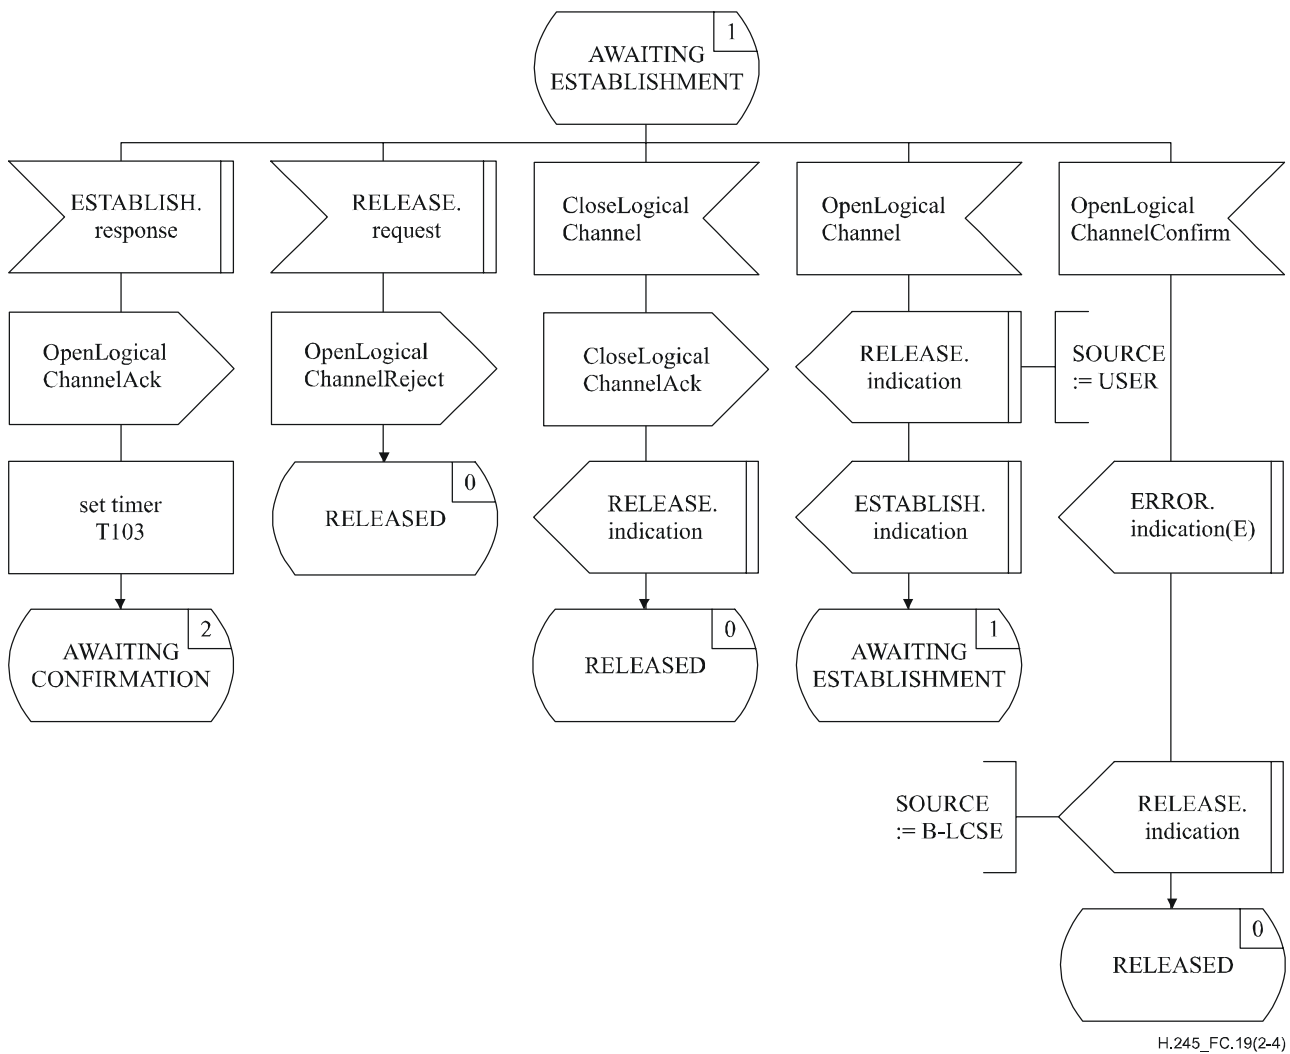 1
AWAITING
ESTABLISHMENT
ESTABLISH.
response
RELEASE.
request
CloseLogical
Channel
OpenLogical
Channel
OpenLogical
ChannelConfirm
OpenLogical
ChannelAck
OpenLogical
ChannelReject
CloseLogical
ChannelAck
RELEASE.
indication
SOURCE
:= USER
set timer
T103
0
RELEASED
RELEASE.
indication
ESTABLISH.
indication
ERROR.
indication(E)
2
AWAITING
CONFIRMATION
0
RELEASED
1
AWAITING
ESTABLISHMENT
SOURCE
:= B-LCSE
RELEASE.
indication
0
RELEASED
H.245_FC.19(2-4)